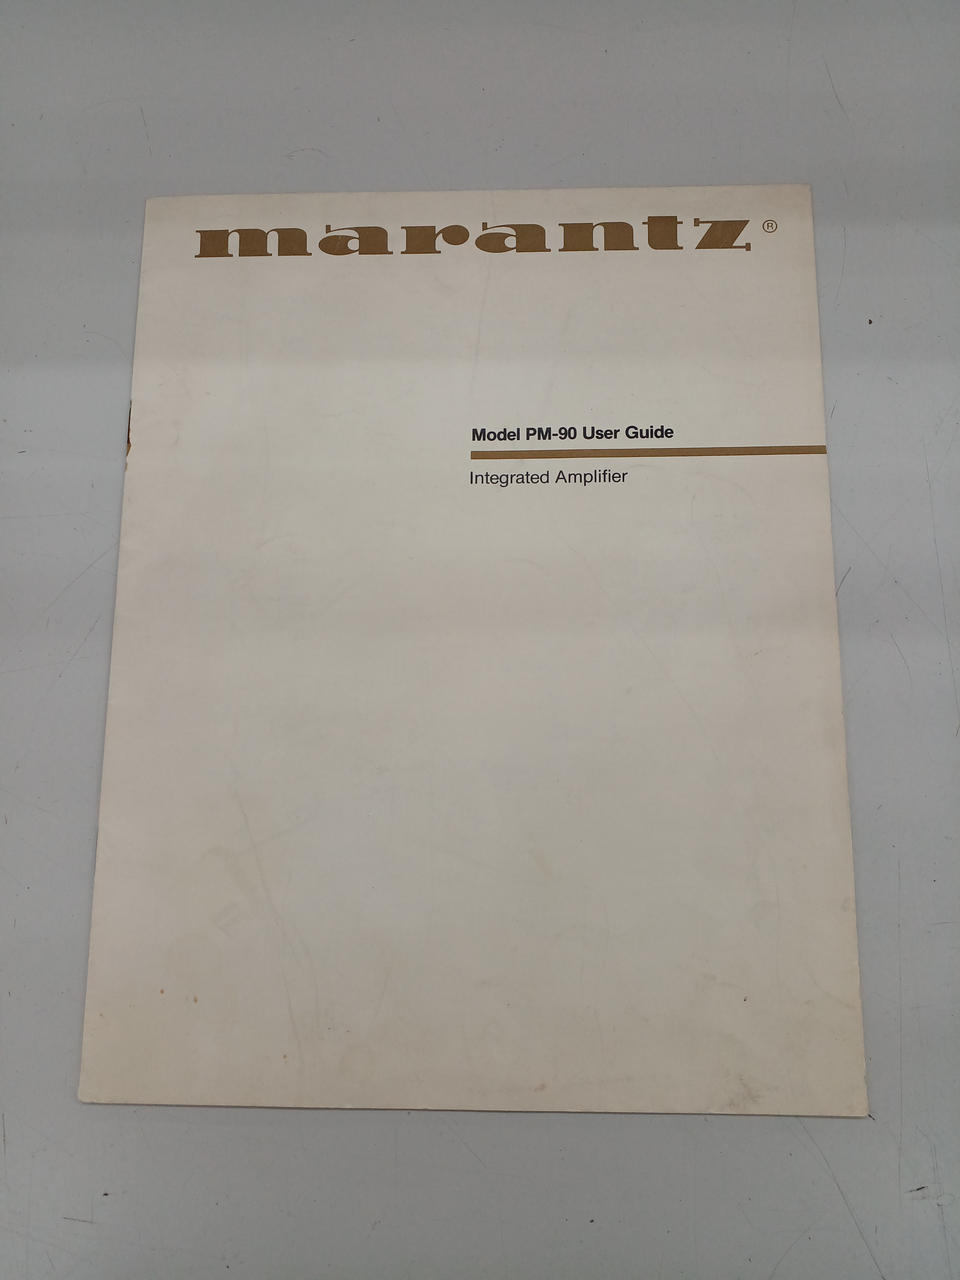 marantz®
Model PM-90 User Guide
Integrated Amplifier